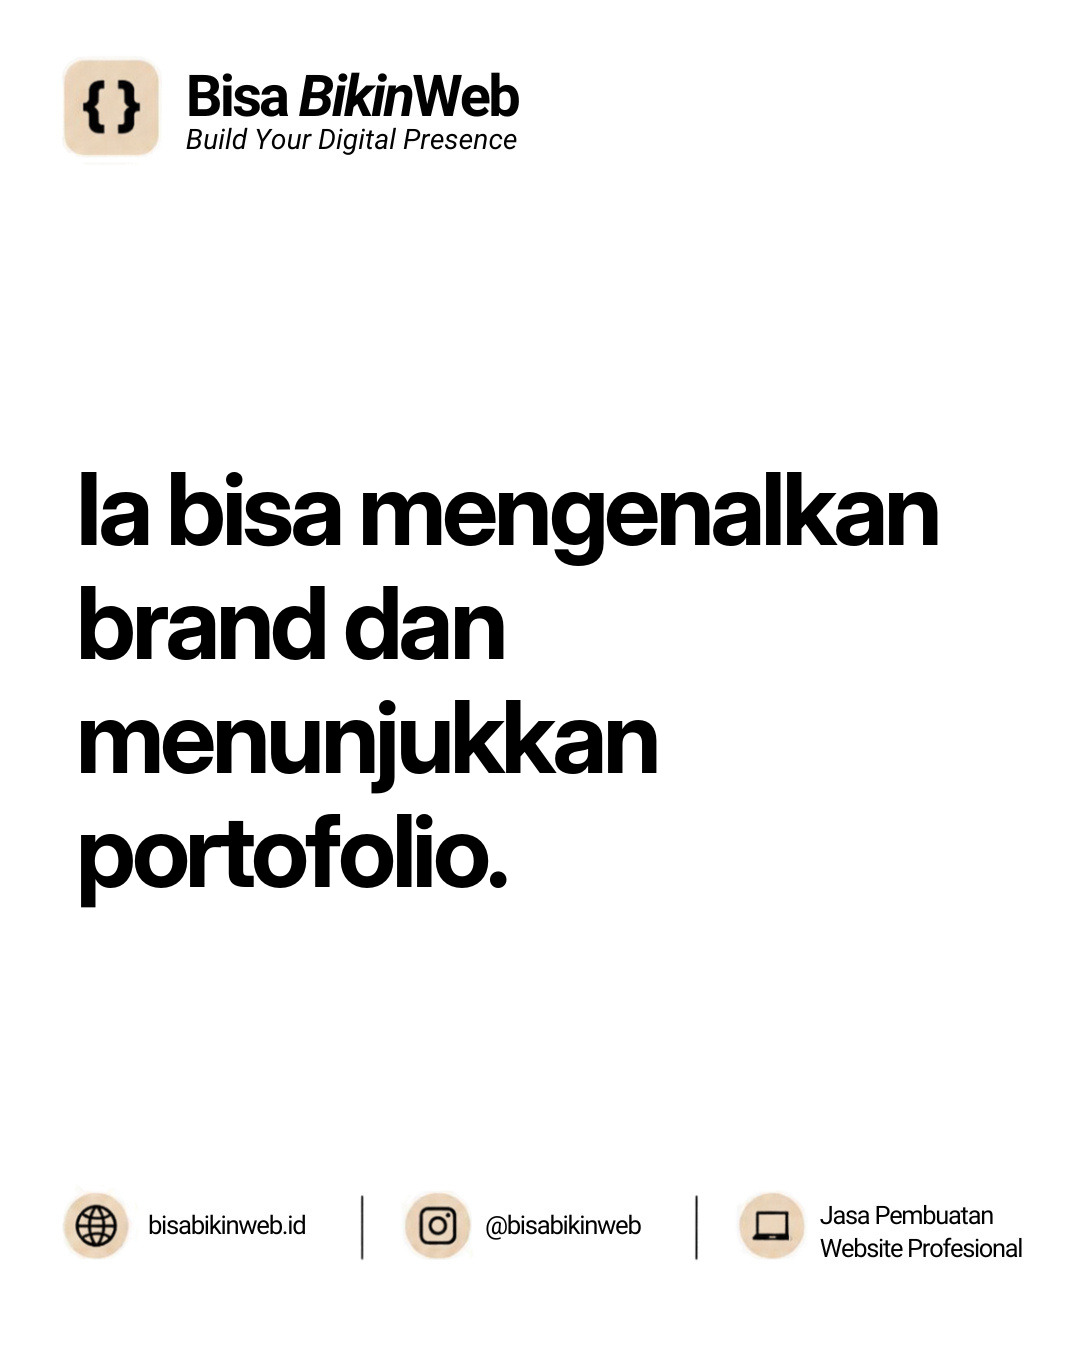 { }
Bisa BikinWeb
Build Your Digital Presence
Ia bisa mengenalkan
brand dan
menunjukkan
portofolio.
bisabikinweb.id
@bisabikinweb
Jasa Pembuatan
Website Profesional